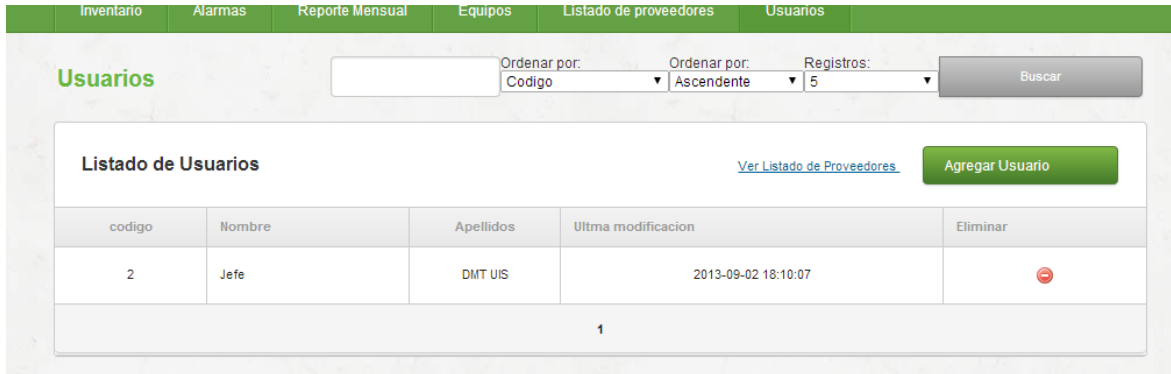 Inventario Alarmas Reporte Mensual Equipos Listado de proveedores Usuarios
Usuarios
Ordenar por: Ordenar por: Registros:
Codigo Ascendente 5 Buscar
Listado de Usuarios Ver Listado de Proveedores Agregar Usuario
codigo Nombre Apellidos Ultma modificacion Eliminar
2 Jefe DMT UIS 2013-09-02 18:10:07
1